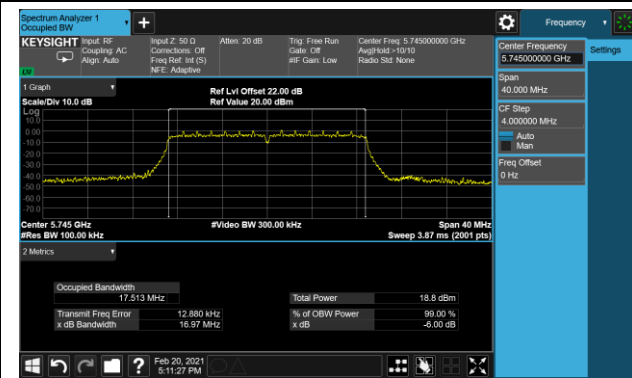 Spectrum Analyzer 1
Occupied BW
+
Frequency
KEYSIGHT
Input: RF
Coupling: AC
Align: Auto
Input Z: 50 Ω
Corrections: Off
Freq Ref: Int (S)
NFE: Adaptive
Atten: 20 dB
Trig: Free Run
Gate: Off
#IF Gain: Low
Center Freq: 5.745000000 GHz
Avg|Hold:>10/10
Radio Std: None
Center Frequency
5.745000000 GHz
Settings
Span
40.000 MHz
CF Step
4.000000 MHz
Auto
Man
Freq Offset
0 Hz
1 Graph
Scale/Div 10.0 dB
Ref Lvl Offset 22.00 dB
Ref Value 20.00 dBm
Log
10.0
0.00
-10.0
-20.0
-30.0
-40.0
-50.0
-60.0
-70.0
Center 5.745 GHz
#Video BW 300.00 kHz
Span 40 MHz
#Res BW 100.00 kHz
Sweep 3.87 ms (2001 pts)
2 Metrics
Occupied Bandwidth
17.513 MHz
Total Power 18.8 dBm
Transmit Freq Error 12.880 kHz
% of OBW Power 99.00 %
x dB Bandwidth 16.97 MHz
x dB -6.00 dB
?
Feb 20, 2021
5:11:27 PM